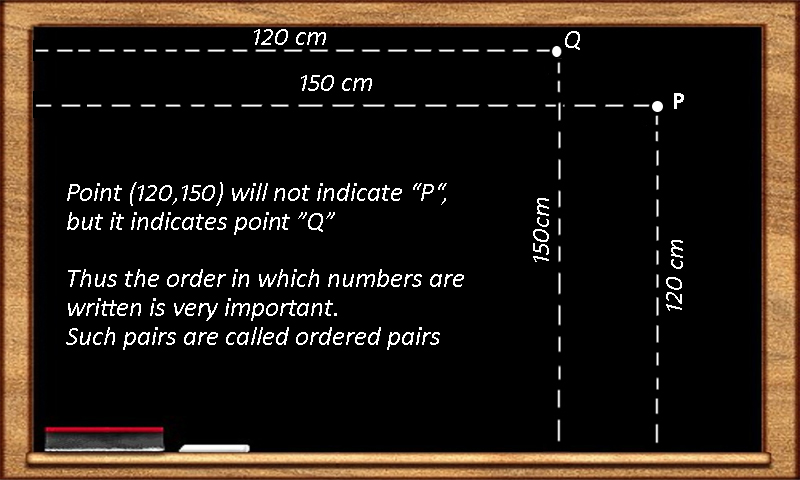 120 cm
Q
150 cm
P
Point (120,150) will not indicate “P“,
but it indicates point ”Q”
150cm
120 cm
Thus the order in which numbers are
written is very important.
Such pairs are called ordered pairs